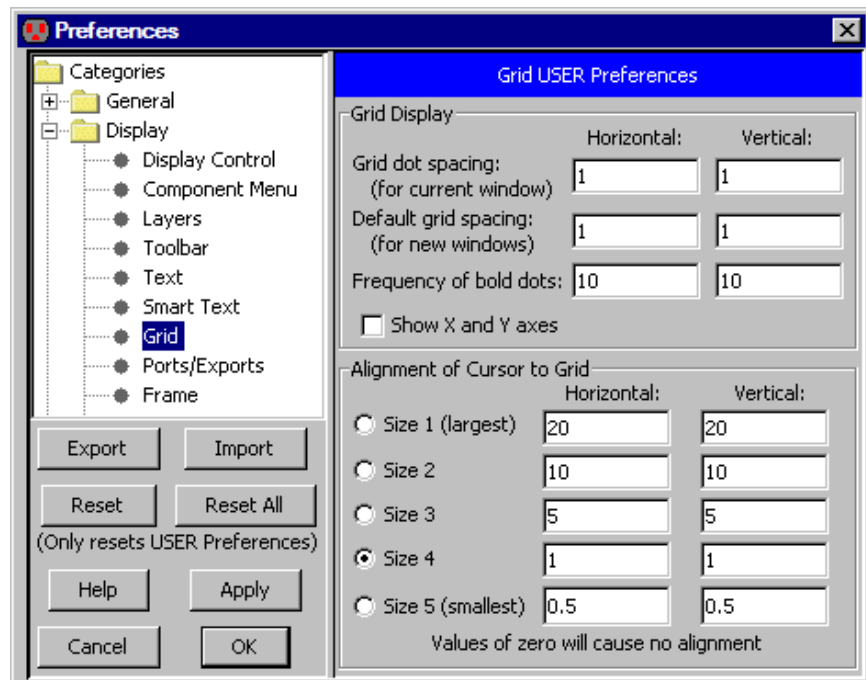 Preferences
Categories
General
Display
Display Control
Component Menu
Layers
Toolbar
Text
Smart Text
Grid
Ports/Exports
Frame
Export Import
Reset Reset All
(Only resets USER Preferences)
Help Apply
Cancel OK
Grid USER Preferences
Grid Display
Horizontal: Vertical:
Grid dot spacing:
(for current window) 1 1
Default grid spacing:
(for new windows) 1 1
Frequency of bold dots: 10 10
Show X and Y axes
Alignment of Cursor to Grid
Horizontal: Vertical:
Size 1 (largest) 20 20
Size 2 10 10
Size 3 5 5
Size 4 1 1
Size 5 (smallest) 0.5 0.5
Values of zero will cause no alignment